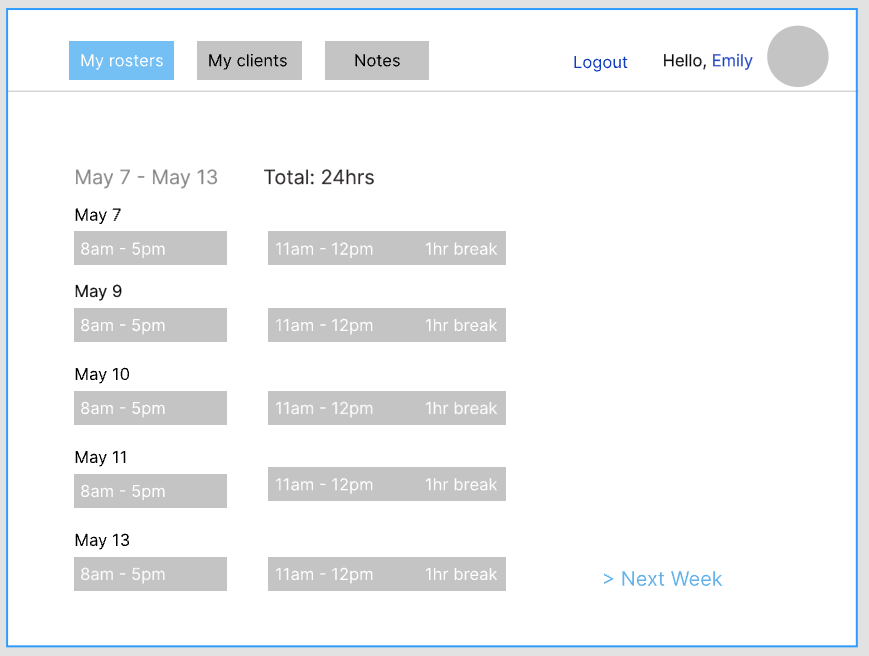 My rosters My clients Notes Logout Hello, Emily
May 7 - May 13 Total: 24hrs
May 7
8am - 5pm 11am - 12pm 1hr break
May 9
8am - 5pm 11am - 12pm 1hr break
May 10
8am - 5pm 11am - 12pm 1hr break
May 11
8am - 5pm 11am - 12pm 1hr break
May 13
8am - 5pm 11am - 12pm 1hr break
> Next Week